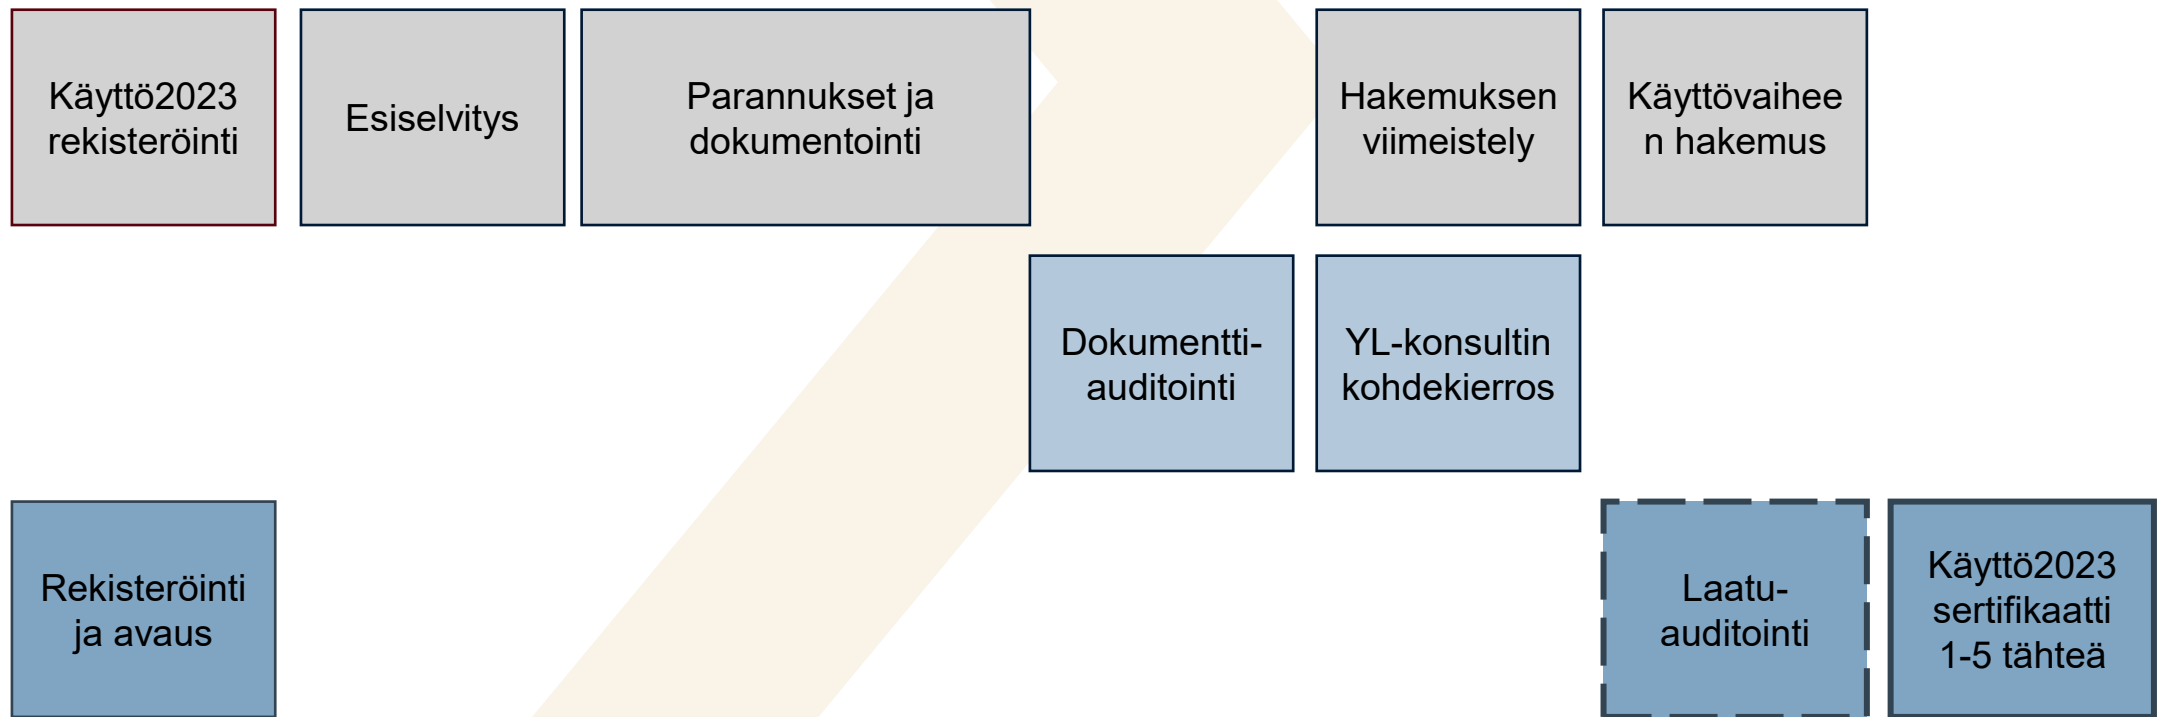 Käyttö2023
rekisteröinti
Esiselvitys
Parannukset ja
dokumentointi
Hakemuksen
viimeistely
Käyttövaihee
n hakemus
Dokumentti-
auditointi
YL-konsultin
kohdekierros
Rekisteröinti
ja avaus
Laatu-
auditointi
Käyttö2023
sertifikaatti
1-5 tähteä